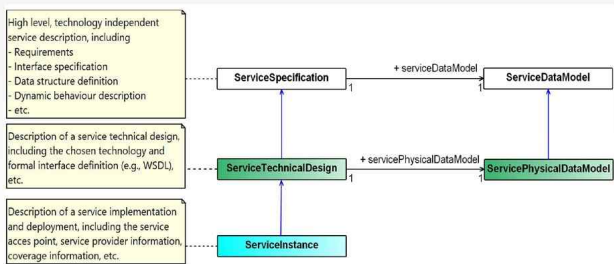 High level, technology independent
service description, including
- Requirements
- Interface specification
- Data structure definition
- Dynamic behaviour description
- etc.
ServiceSpecification
+ serviceDataModel
1
1
ServiceDataModel
Description of a service technical design,
including the chosen technology and
formal interface definition (e.g., WSDL),
etc.
ServiceTechnicalDesign
+ servicePhysicalDataModel
1
1
ServicePhysicalDataModel
Description of a service implementation
and deployment, including the service
acces point, service provider information,
coverage information, etc.
ServiceInstance